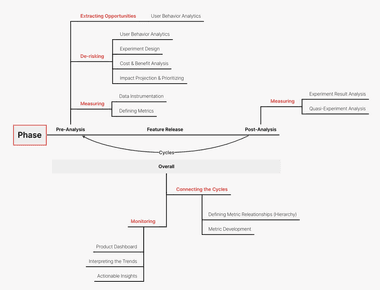 Extracting Opportunities
User Behavior Analytics
User Behavior Analytics
Experiment Design
De-risking
Cost & Benefit Analysis
Impact Projection & Prioritizing
Data Instrumentation
Measuring
Defining Metrics
Experiment Result Analysis
Measuring
Quasi-Experiment Analysis
Phase
Pre-Analysis
Feature Release
Post-Analysis
Cycles
Overall
Connecting the Cycles
Defining Metric Releationships (Hierarchy)
Metric Development
Monitoring
Product Dashboard
Interpreting the Trends
Actionable Insights